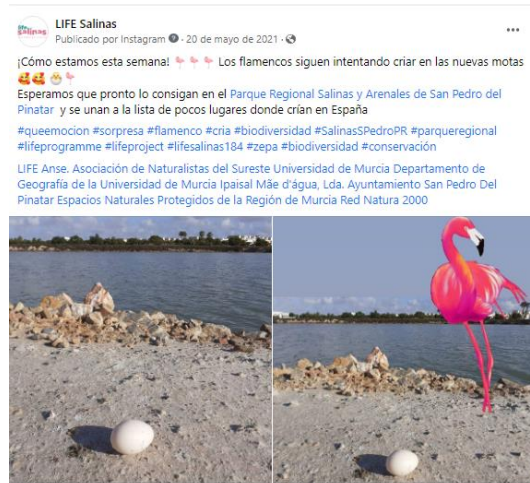 LIFE Salinas
Publicado por Instagram · 20 de mayo de 2021 ·
¡Cómo estamos esta semana! 🦩🦩🦩 Los flamencos siguen intentando criar en las nuevas motas
🥰🥰🐣🦩
Esperamos que pronto lo consigan en el Parque Regional Salinas y Arenales de San Pedro del
Pinatar y se unan a la lista de pocos lugares donde crían en España
#queemocion #sorpresa #flamenco #cria #biodiversidad #SalinasSPedroPR #parqueregional
#lifeprogramme #lifeproject #lifesalinas184 #zepa #biodiversidad #conservación
LIFE Anse. Asociación de Naturalistas del Sureste Universidad de Murcia Departamento de
Geografía de la Universidad de Murcia Ipaisal Mãe d'água, Lda. Ayuntamiento San Pedro Del
Pinatar Espacios Naturales Protegidos de la Región de Murcia Red Natura 2000